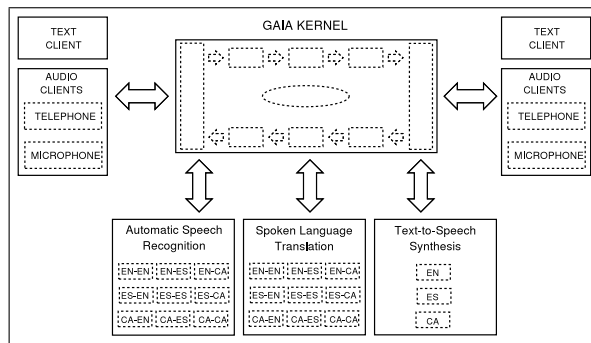 GAIA KERNEL
TEXT
CLIENT
AUDIO
CLIENTS
TELEPHONE
MICROPHONE
TEXT
CLIENT
AUDIO
CLIENTS
TELEPHONE
MICROPHONE
Automatic Speech
Recognition
EN-EN EN-ES EN-CA
ES-EN ES-ES ES-CA
CA-EN CA-ES CA-CA
Spoken Language
Translation
EN-EN EN-ES EN-CA
ES-EN ES-ES ES-CA
CA-EN CA-ES CA-CA
Text-to-Speech
Synthesis
EN
ES
CA